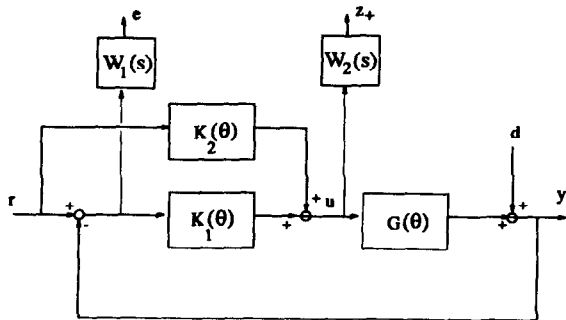 e
z+
W1(s)
W2(s)
K2(θ)
d
r
+
-
K1(θ)
+
+
u
G(θ)
+
+
y